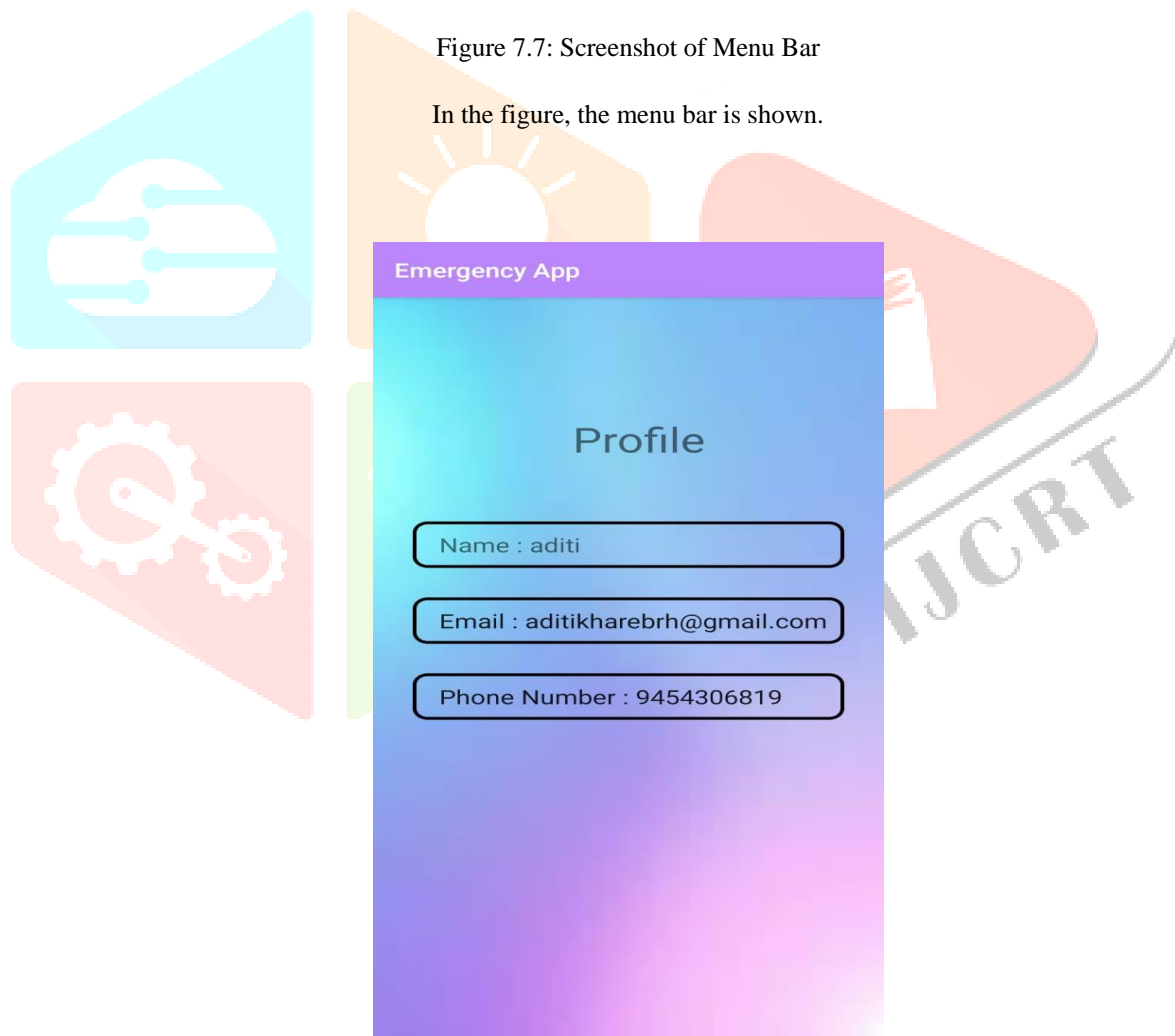 Figure 7.7: Screenshot of Menu Bar
In the figure, the menu bar is shown.
Emergency App
Profile
Name : aditi
Email : aditikharebrh@gmail.com
Phone Number : 9454306819
IJCRT